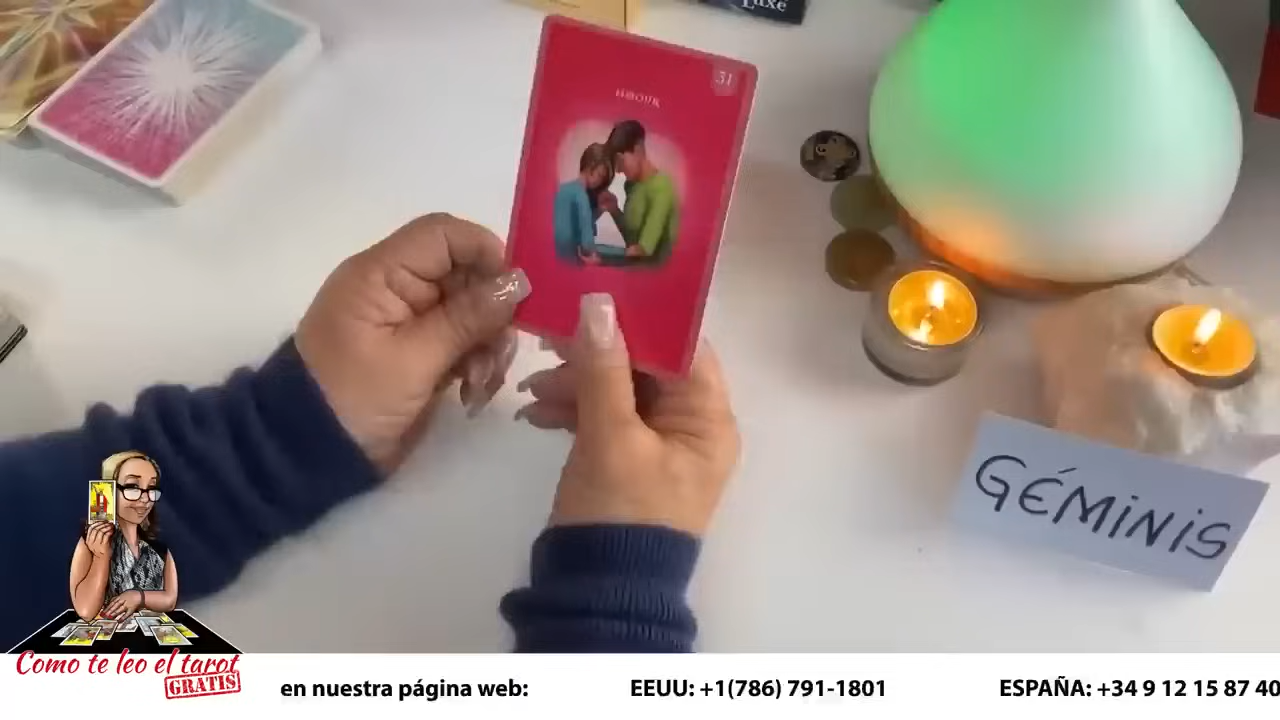 Luxe
31
AMOUR
GÉMINIS
Como te leo el tarot
GRATIS
en nuestra página web:
EEUU: +1(786) 791-1801
ESPAÑA: +34 9 12 15 87 40